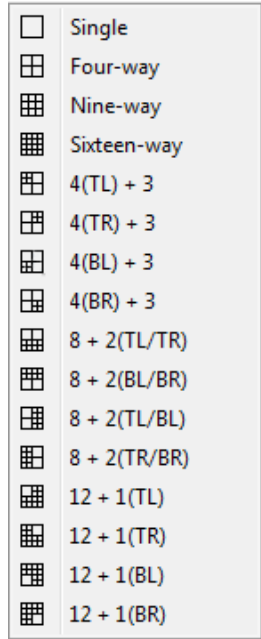 Single
Four-way
Nine-way
Sixteen-way
4(TL) + 3
4(TR) + 3
4(BL) + 3
4(BR) + 3
8 + 2(TL/TR)
8 + 2(BL/BR)
8 + 2(TL/BL)
8 + 2(TR/BR)
12 + 1(TL)
12 + 1(TR)
12 + 1(BL)
12 + 1(BR)